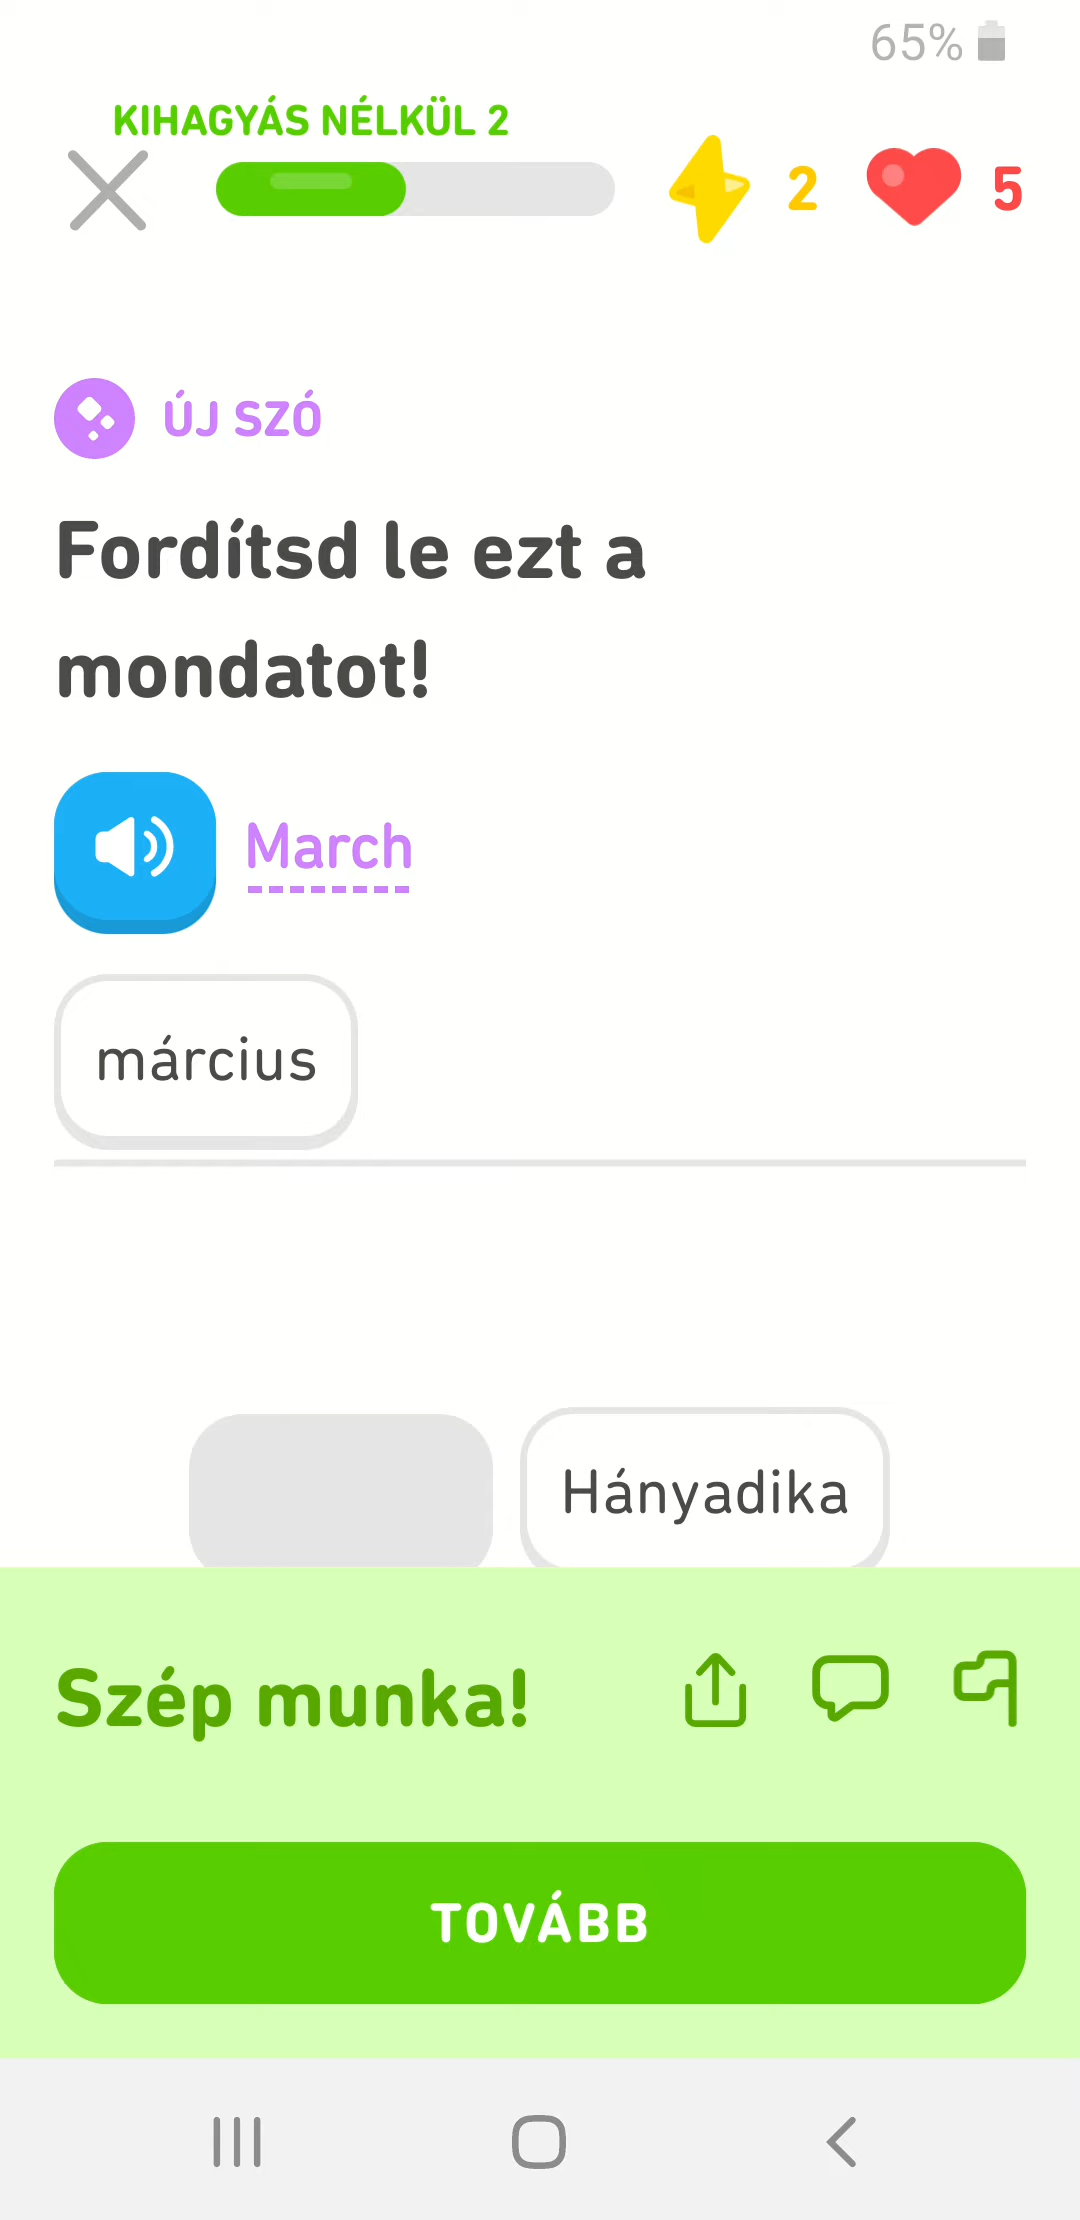 65%
KIHAGYÁS NÉLKÜL 2
2
5
ÚJ SZÓ
Fordítsd le ezt a
mondatot!
March
március
Hányadika
Szép munka!
TOVÁBB